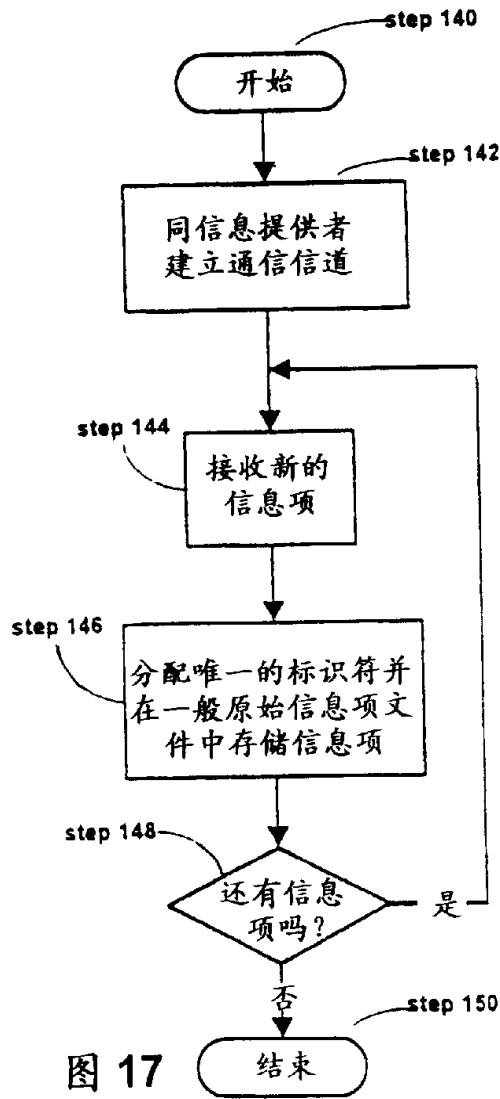 step 140
开始
step 142
同信息提供者
建立通信信道
step 144
接收新的
信息项
step 146
分配唯一的标识符并
在一般原始信息项文
件中存储信息项
step 148
还有信息
项吗?
是
否
step 150
结束
图 17